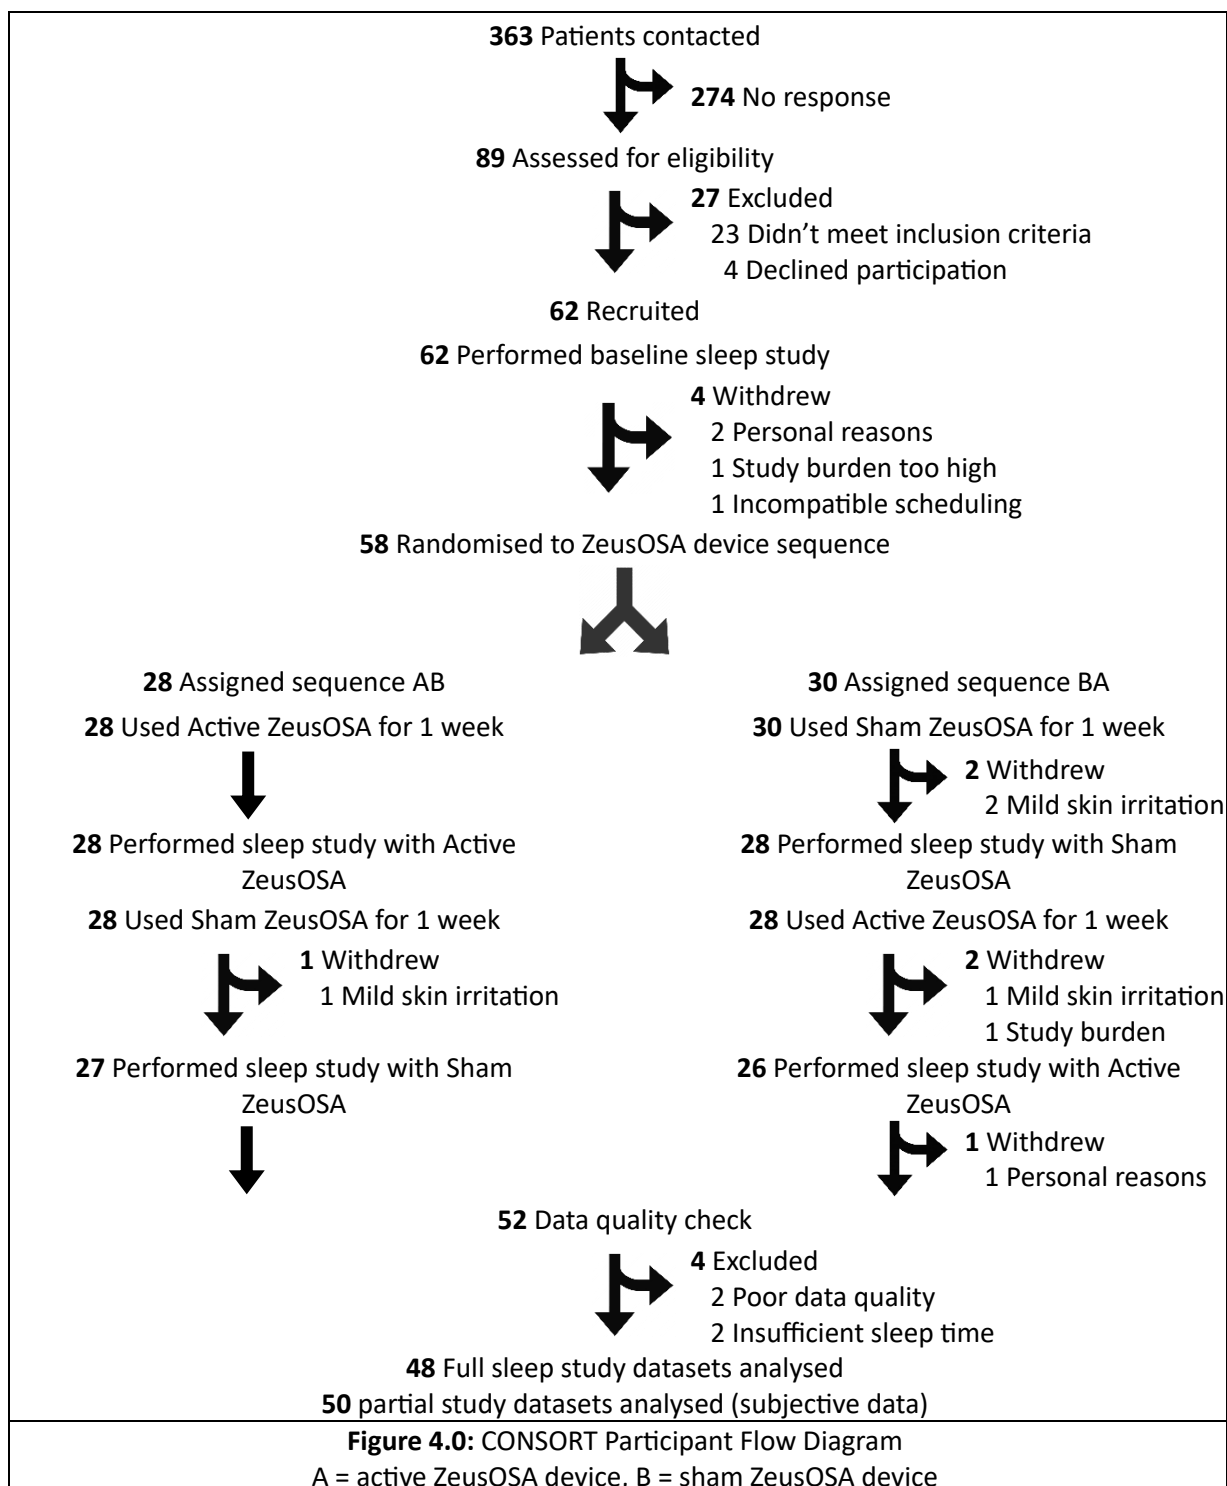 363 Patients contacted
274 No response
89 Assessed for eligibility
27 Excluded
23 Didn’t meet inclusion criteria
4 Declined participation
62 Recruited
62 Performed baseline sleep study
4 Withdrew
2 Personal reasons
1 Study burden too high
1 Incompatible scheduling
58 Randomised to ZeusOSA device sequence
28 Assigned sequence AB
28 Used Active ZeusOSA for 1 week
28 Performed sleep study with Active
ZeusOSA
28 Used Sham ZeusOSA for 1 week
1 Withdrew
1 Mild skin irritation
27 Performed sleep study with Sham
ZeusOSA
30 Assigned sequence BA
30 Used Sham ZeusOSA for 1 week
2 Withdrew
2 Mild skin irritation
28 Performed sleep study with Sham
ZeusOSA
28 Used Active ZeusOSA for 1 week
2 Withdrew
1 Mild skin irritation
1 Study burden
26 Performed sleep study with Active
ZeusOSA
1 Withdrew
1 Personal reasons
52 Data quality check
4 Excluded
2 Poor data quality
2 Insufficient sleep time
48 Full sleep study datasets analysed
50 partial study datasets analysed (subjective data)
Figure 4.0: CONSORT Participant Flow Diagram
A = active ZeusOSA device, B = sham ZeusOSA device